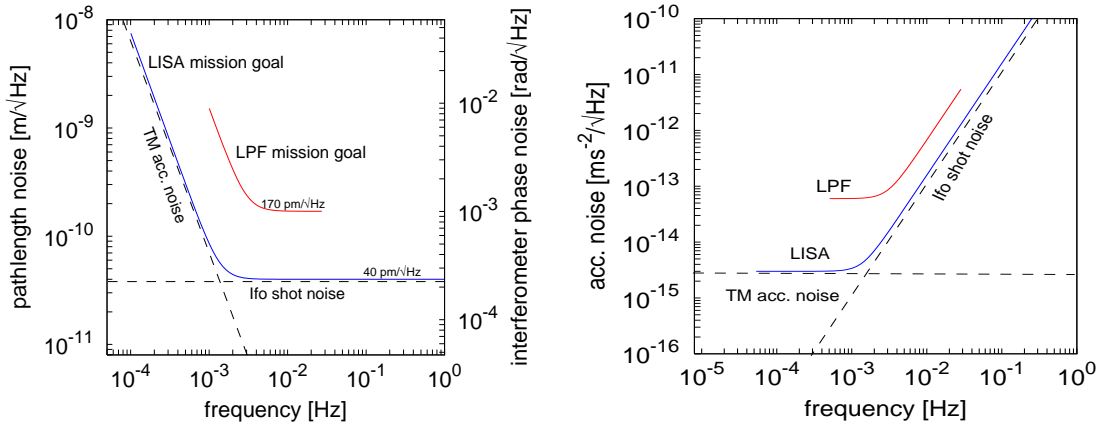 10⁻⁸
10⁻⁹
10⁻¹⁰
10⁻¹¹
pathlength noise [m/√Hz]
10⁻⁴
10⁻³
10⁻²
10⁻¹
10⁰
frequency [Hz]
10⁻²
10⁻³
10⁻⁴
interferometer phase noise [rad/√Hz]
LISA mission goal
LPF mission goal
TM acc. noise
170 pm/√Hz
40 pm/√Hz
Ifo shot noise
10⁻¹⁰
10⁻¹¹
10⁻¹²
10⁻¹³
10⁻¹⁴
10⁻¹⁵
10⁻¹⁶
acc. noise [ms⁻²/√Hz]
10⁻⁵
10⁻⁴
10⁻³
10⁻²
10⁻¹
10⁰
frequency [Hz]
Ifo shot noise
LPF
LISA
TM acc. noise